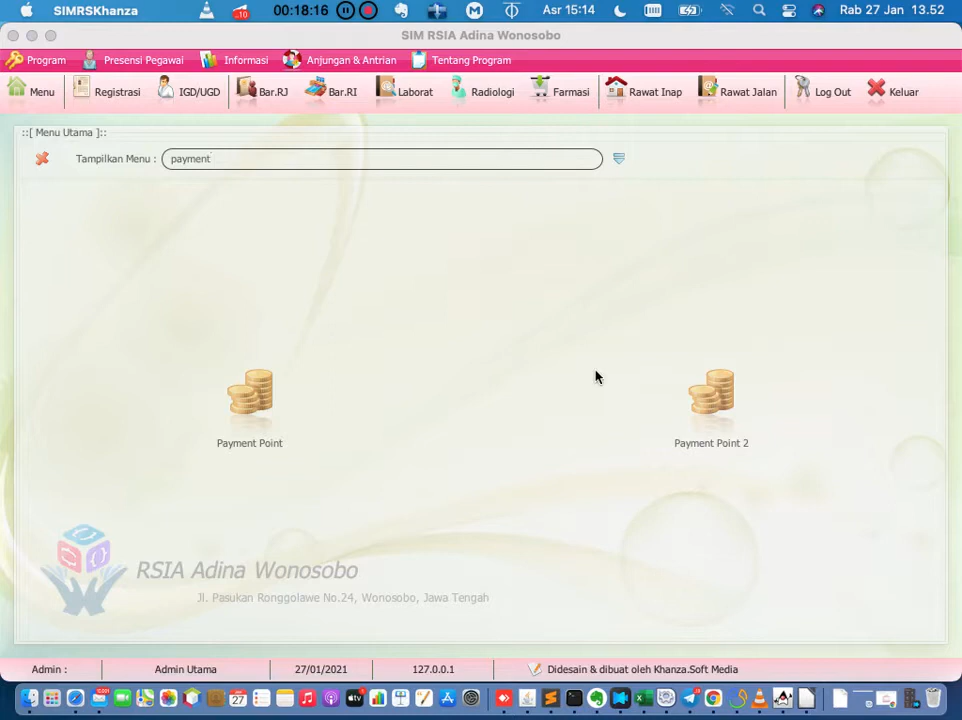 SIMRSKhanza
10
00:18:16
Asr 15:14
Rab 27 Jan 13.52
SIM RSIA Adina Wonosobo
Program
Presensi Pegawai
Informasi
Anjungan & Antrian
Tentang Program
Menu
Registrasi
IGD/UGD
Bar.RJ
Bar.RI
Laborat
Radiologi
Farmasi
Rawat Inap
Rawat Jalan
Log Out
Keluar
::[ Menu Utama ]::
Tampilkan Menu : payment
Payment Point
Payment Point 2
RSIA Adina Wonosobo
Jl. Pasukan Ronggolawe No.24, Wonosobo, Jawa Tengah
Admin :
Admin Utama
27/01/2021
127.0.0.1
Didesain & dibuat oleh Khanza.Soft Media